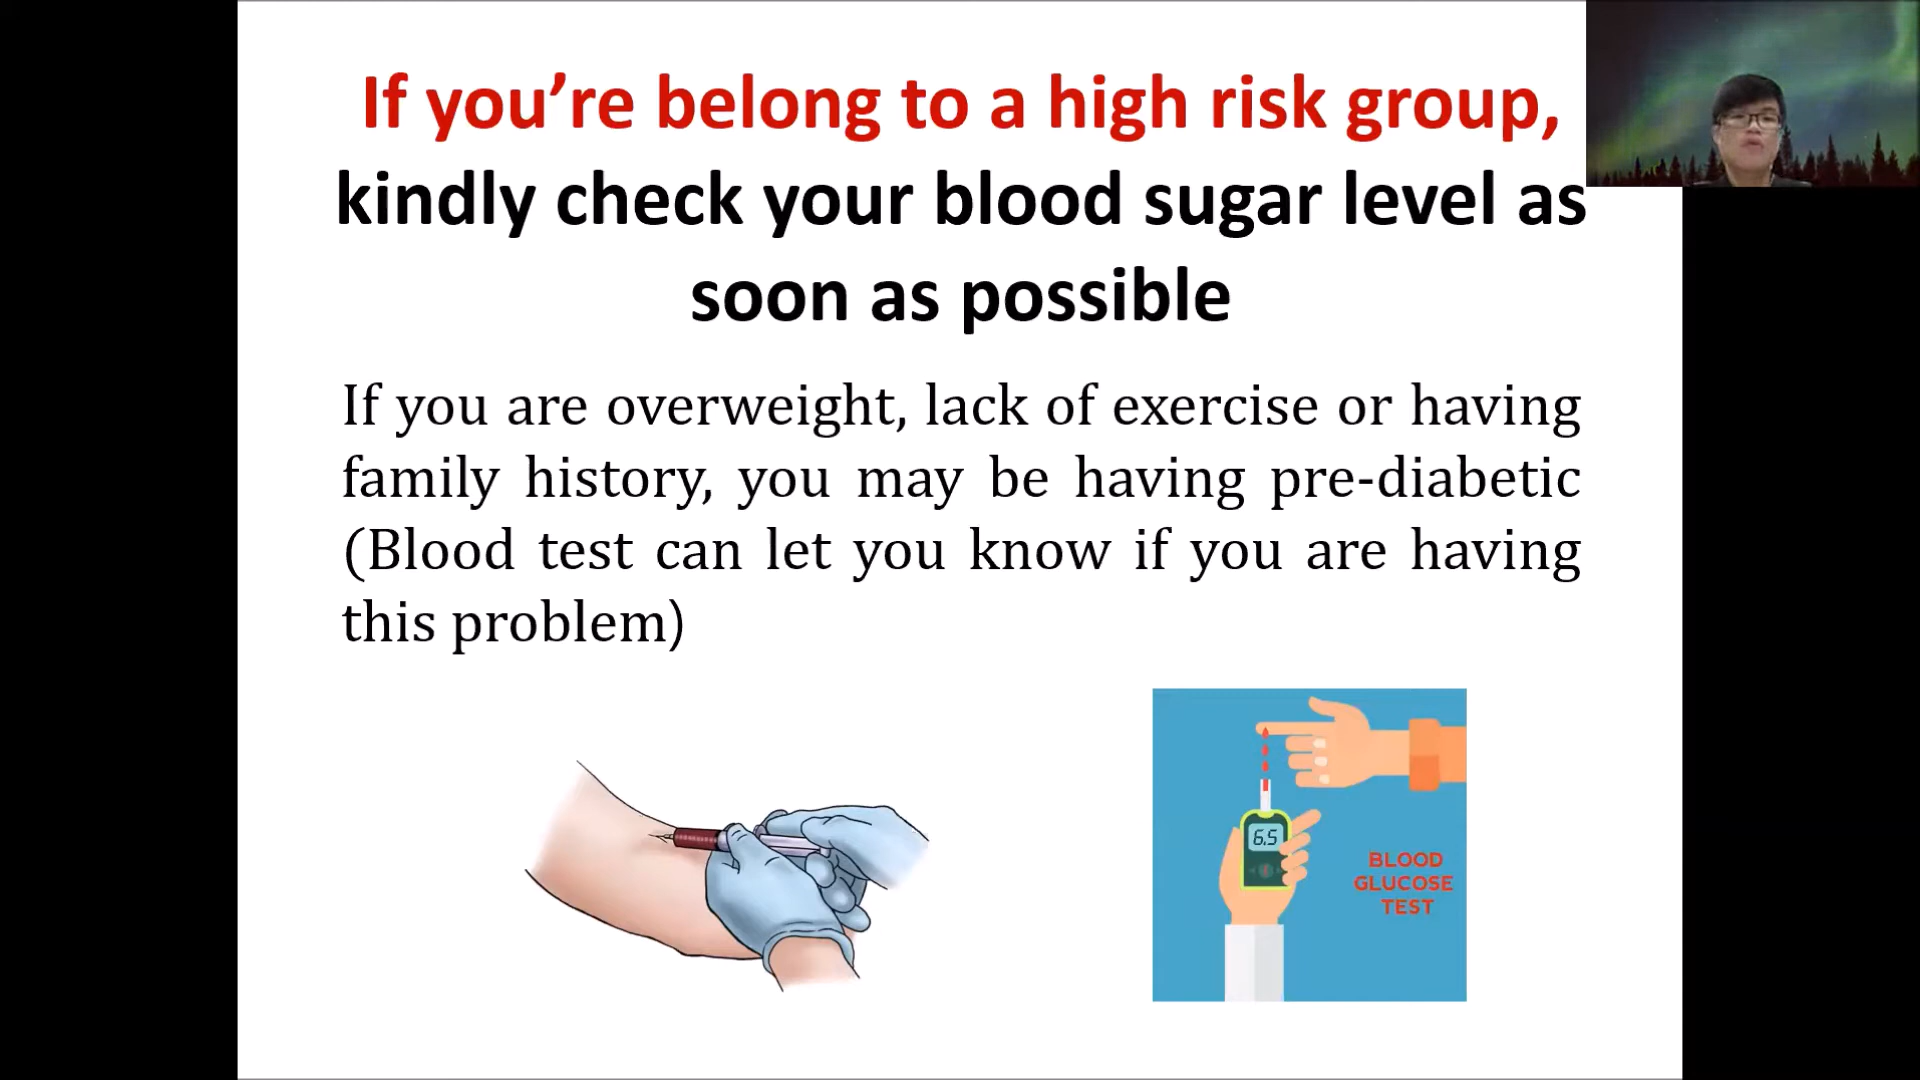 If you’re belong to a high risk group,
kindly check your blood sugar level as
soon as possible
If you are overweight, lack of exercise or having
family history, you may be having pre-diabetic
(Blood test can let you know if you are having
this problem)
6.5
BLOOD
GLUCOSE
TEST